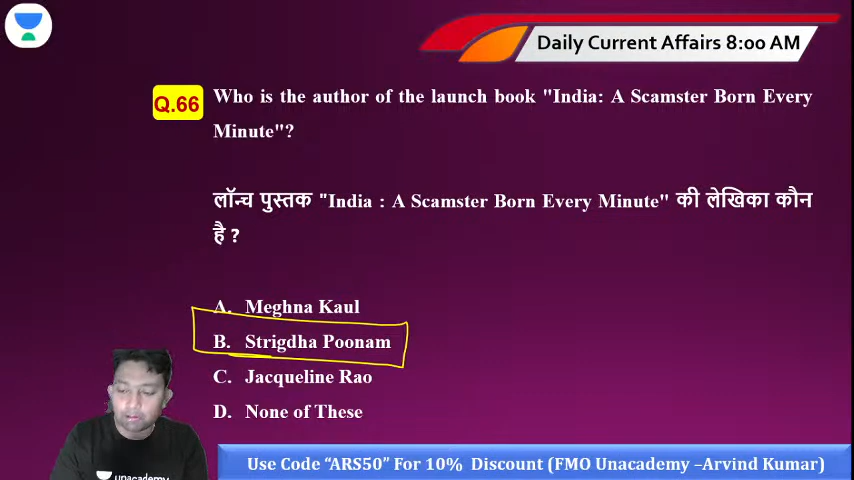 Daily Current Affairs 8:00 AM
Q.66 Who is the author of the launch book "India: A Scamster Born Every
Minute"?
लॉन्च पुस्तक "India : A Scamster Born Every Minute" की लेखिका कौन
है ?
A. Meghna Kaul
B. Strigdha Poonam
C. Jacqueline Rao
D. None of These
unacademy
Use Code “ARS50” For 10% Discount (FMO Unacademy –Arvind Kumar)